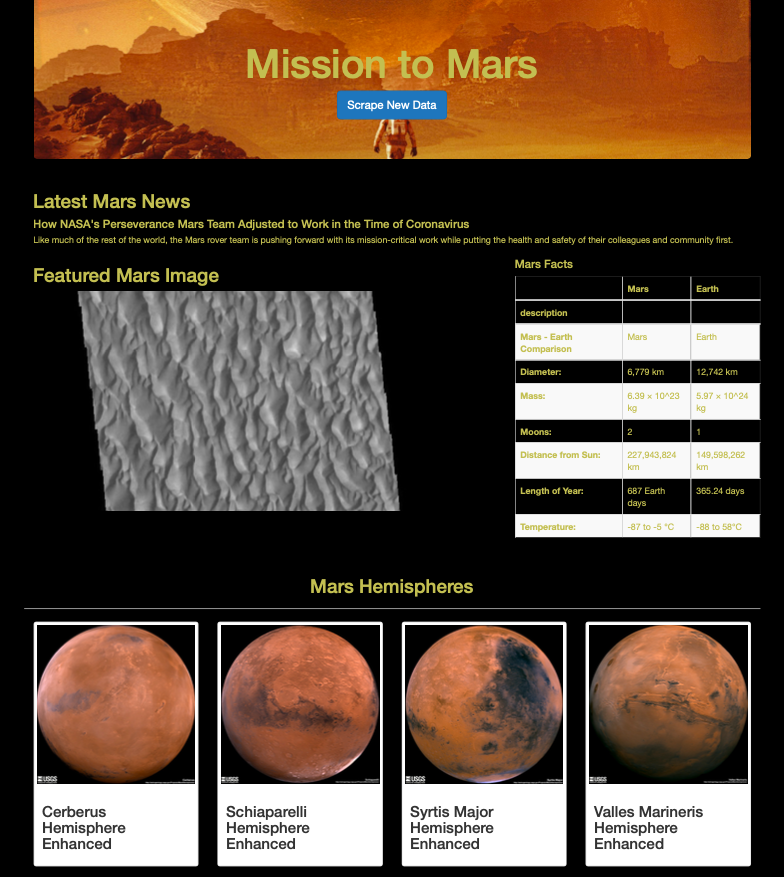 Mission to Mars
Scrape New Data
Latest Mars News
How NASA's Perseverance Mars Team Adjusted to Work in the Time of Coronavirus
Like much of the rest of the world, the Mars rover team is pushing forward with its mission-critical work while putting the health and safety of their colleagues and community first.
Featured Mars Image
Mars Facts
Mars Earth
description
Mars - Earth Mars Earth
Comparison
Diameter: 6,779 km 12,742 km
Mass: 6.39 × 10^23 5.97 × 10^24
kg kg
Moons: 2 1
Distance from Sun: 227,943,824 149,598,262
km km
Length of Year: 687 Earth 365.24 days
days
Temperature: -87 to -5 °C -88 to 58°C
Mars Hemispheres
USGS USGS USGS USGS
Cerberus
Hemisphere
Enhanced
Schiaparelli
Hemisphere
Enhanced
Syrtis Major
Hemisphere
Enhanced
Valles Marineris
Hemisphere
Enhanced